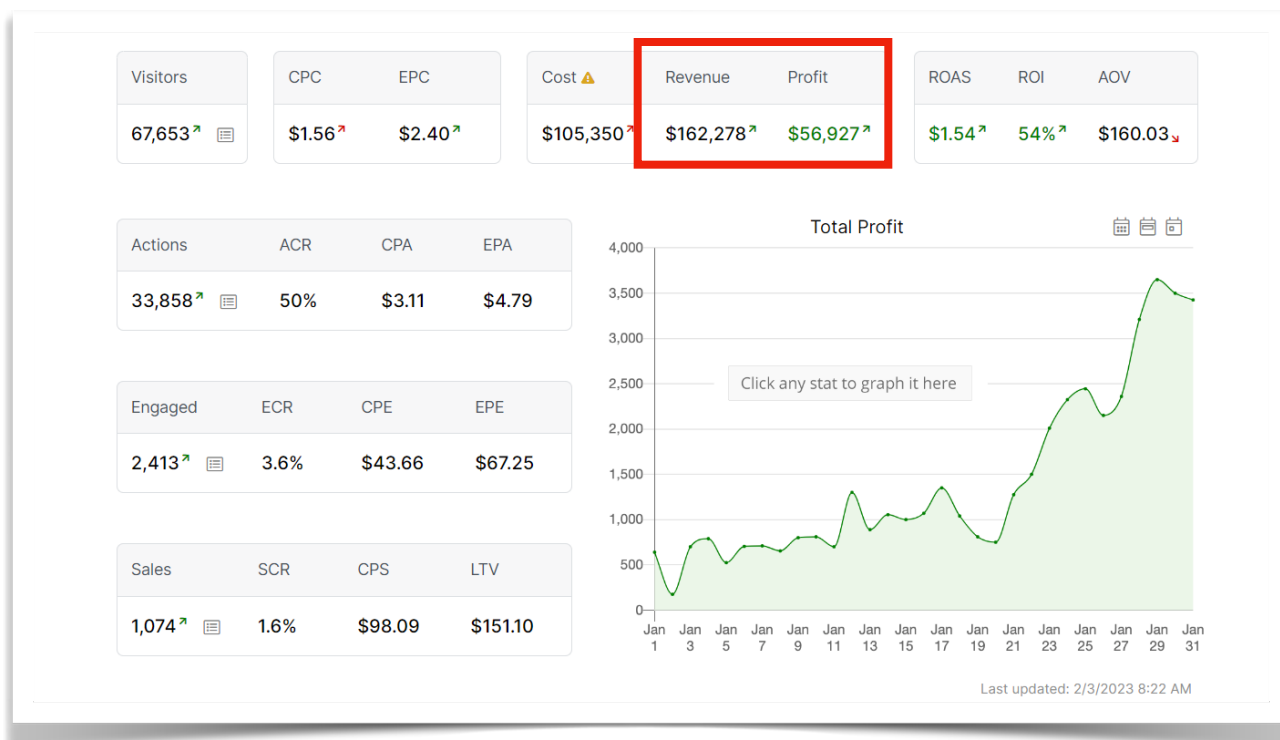 Visitors CPC EPC Cost Revenue Profit ROAS ROI AOV
67,653 $1.56 $2.40 $105,350 $162,278 $56,927 $1.54 54% $160.03
Actions ACR CPA EPA
33,858 50% $3.11 $4.79
Engaged ECR CPE EPE
2,413 3.6% $43.66 $67.25
Sales SCR CPS LTV
1,074 1.6% $98.09 $151.10
Total Profit
4,000
3,500
3,000
2,500
Click any stat to graph it here
2,000
1,500
1,000
500
0
Jan Jan Jan Jan Jan Jan Jan Jan Jan Jan Jan Jan Jan Jan Jan Jan
1 3 5 7 9 11 13 15 17 19 21 23 25 27 29 31
Last updated: 2/3/2023 8:22 AM